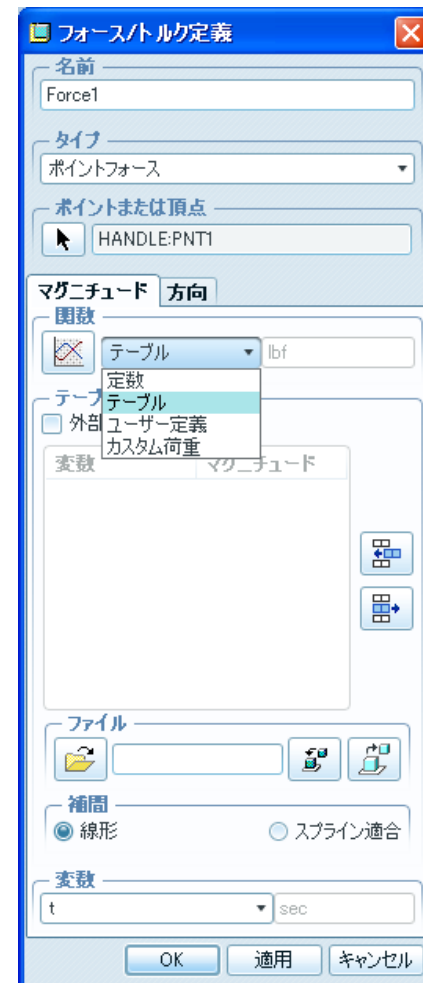 フォース/トルク定義
名前
Force1
タイプ
ポイントフォース
ポイントまたは頂点
HANDLE:PNT1
マグニチュード 方向
関数
テーブル lbf
定数
テーブル
ユーザー定義
カスタム荷重
テーブ
外部
変数 マグニチュード
ファイル
補間
線形 スプライン適合
変数
t sec
OK 適用 キャンセル